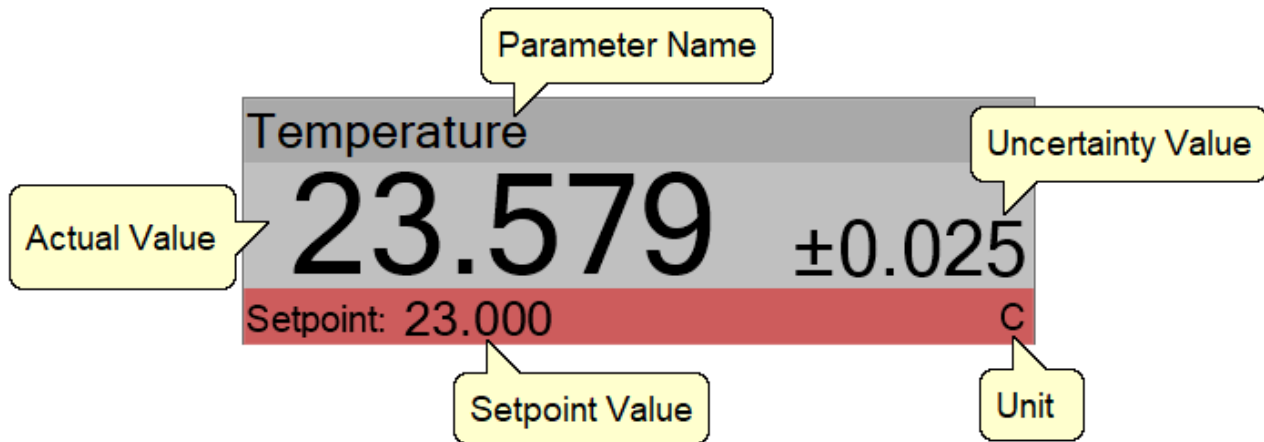 Parameter Name
Temperature
Uncertainty Value
Actual Value
23.579 ±0.025
Setpoint: 23.000 C
Setpoint Value
Unit